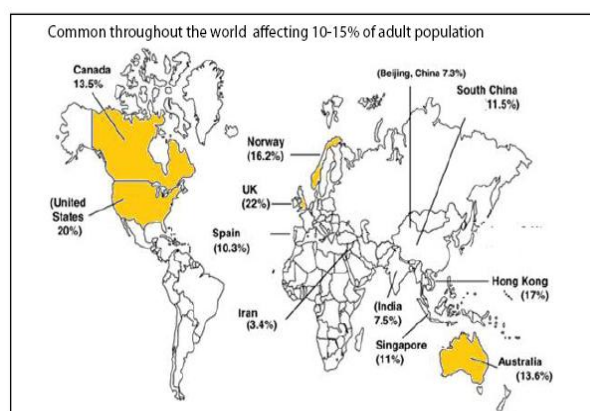 Common throughout the world affecting 10-15% of adult population
Canada
13.5%
(Beijing, China 7.3%)
South China
11.5%
Norway
(16.2%)
UK
(22%)
(United
States
20%)
Spain
(10.3%)
Iran
(3.4%)
(India
7.5%)
Hong Kong
(17%)
Singapore
(11%)
Australia
(13.6%)